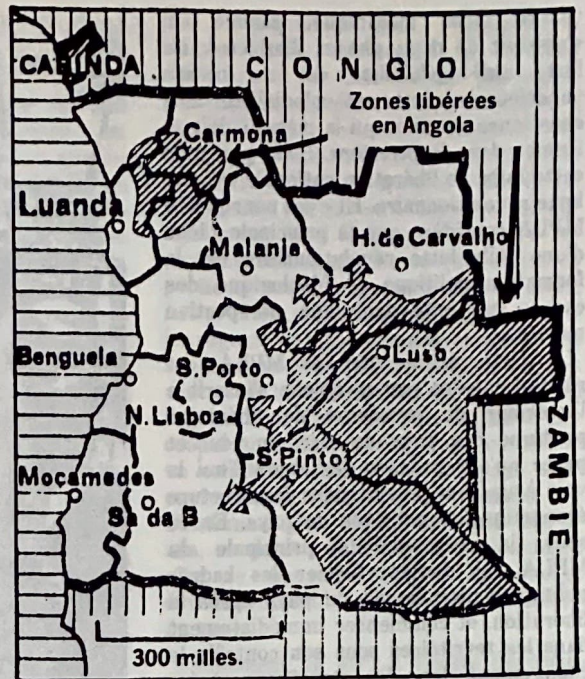 CABINDA
CONGO
Zones libérées
en Angola
Carmona
Luanda
Malanje
H. de Carvalho
Benguela
S. Porto
Luso
N. Lisboa
ZAMBIE
S. Pinto
Moçamedes
Sa da B
300 milles.